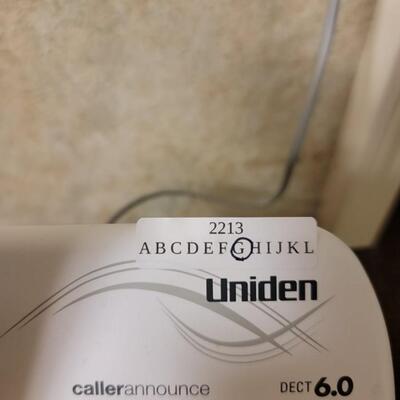 2213
ABCDEFGHIJKL
Uniden
callerannounce
DECT 6.0